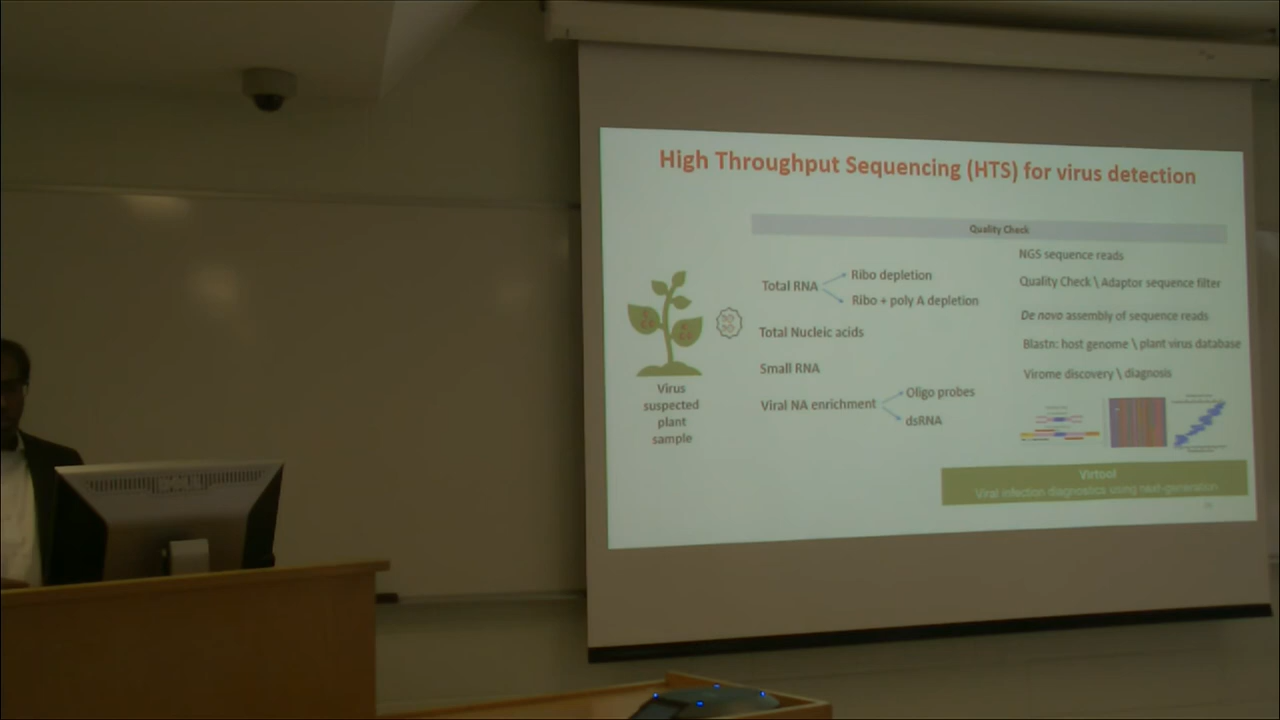 High Throughput Sequencing (HTS) for virus detection
Quality Check
Virus
suspected
plant
sample
Total RNA
Ribo depletion
Ribo + poly A depletion
Total Nucleic acids
Small RNA
Viral NA enrichment
Oligo probes
dsRNA
NGS sequence reads
Quality Check \ Adaptor sequence filter
De novo assembly of sequence reads
Blastn: host genome \ plant virus database
Virome discovery \ diagnosis
Virtool
Viral infection diagnostics using next-generation